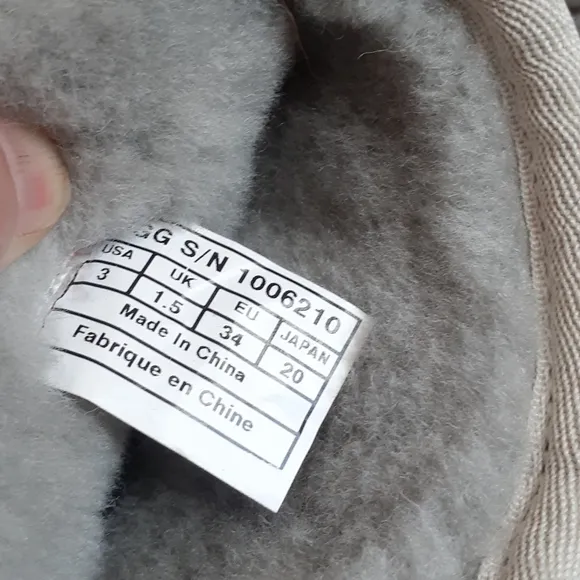 GG S/N 1006210
USA UK EU JAPAN
3 1.5 34 20
Made In China
Fabrique en Chine